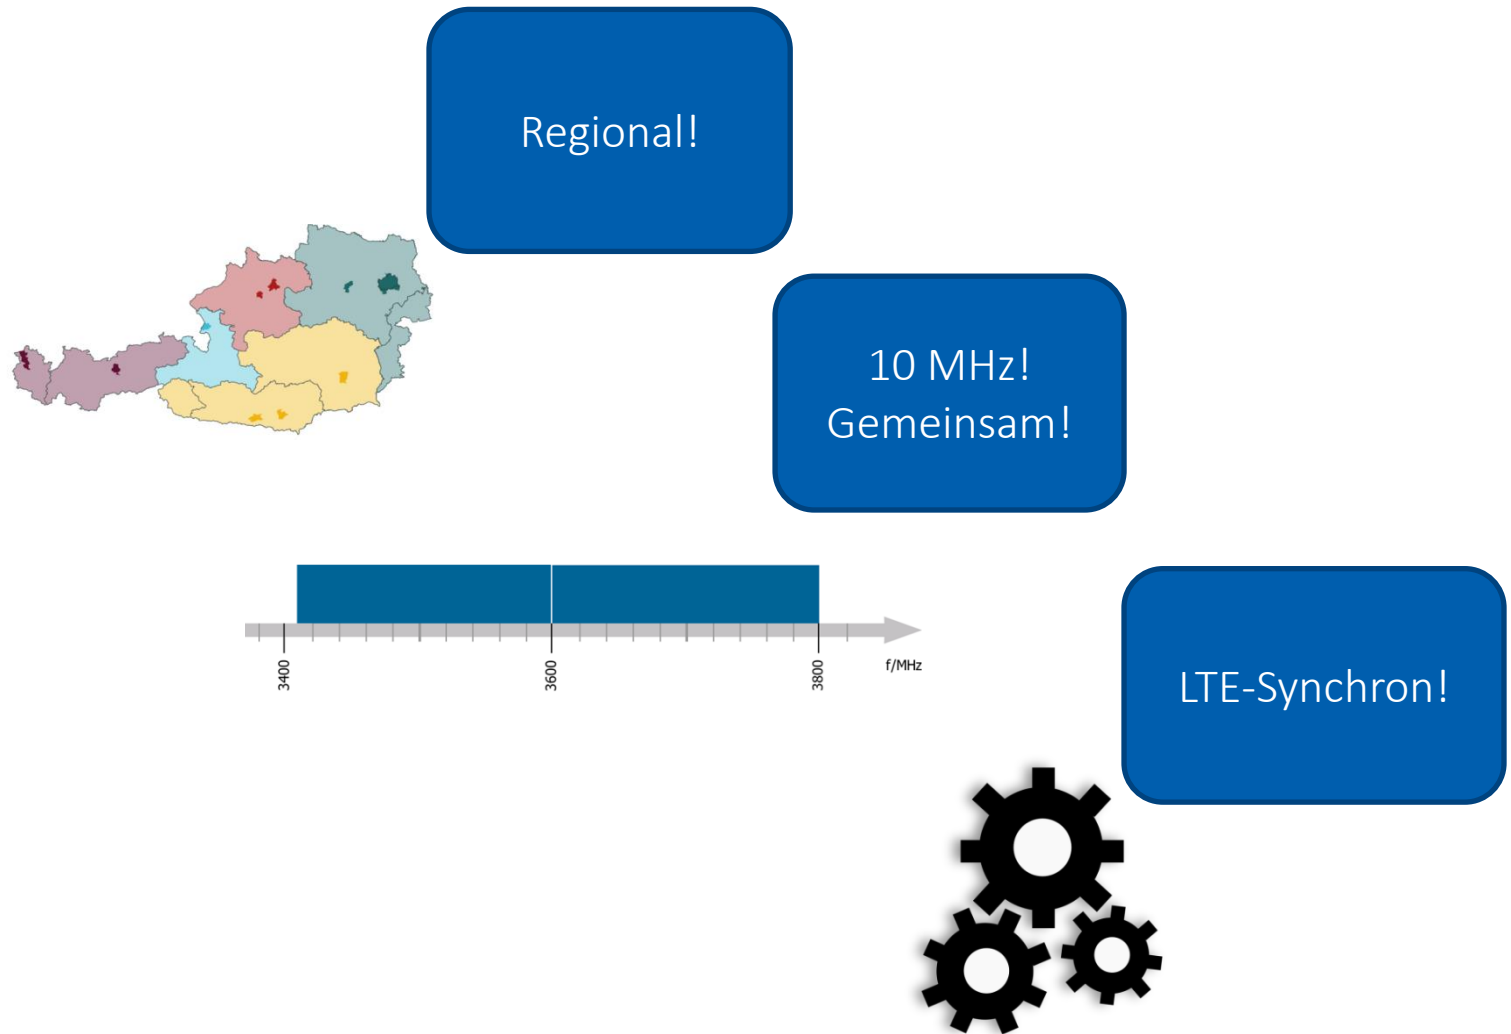 Regional!
10 MHz!
Gemeinsam!
3400
3600
3800
f/MHz
LTE-Synchron!